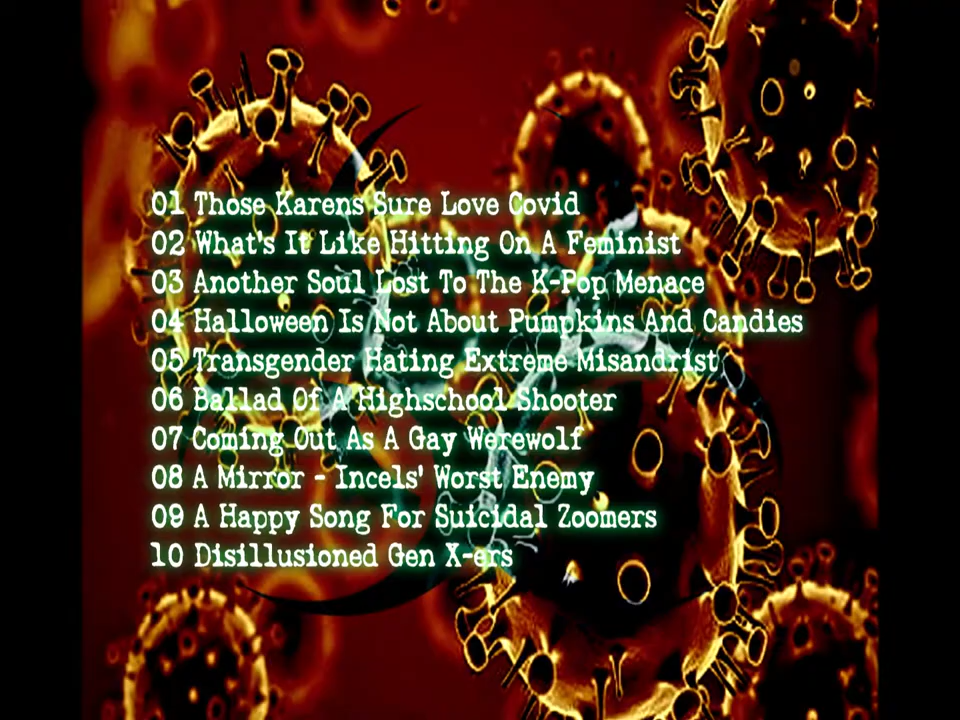 01 Those Karens Sure Love Covid
02 What's It Like Hitting On A Feminist
03 Another Soul Lost To The K-Pop Menace
04 Halloween Is Not About Pumpkins And Candies
05 Transgender Hating Extreme Misandrist
06 Ballad Of A Highschool Shooter
07 Coming Out As A Gay Werewolf
08 A Mirror - Incels' Worst Enemy
09 A Happy Song For Suicidal Zoomers
10 Disillusioned Gen X-ers